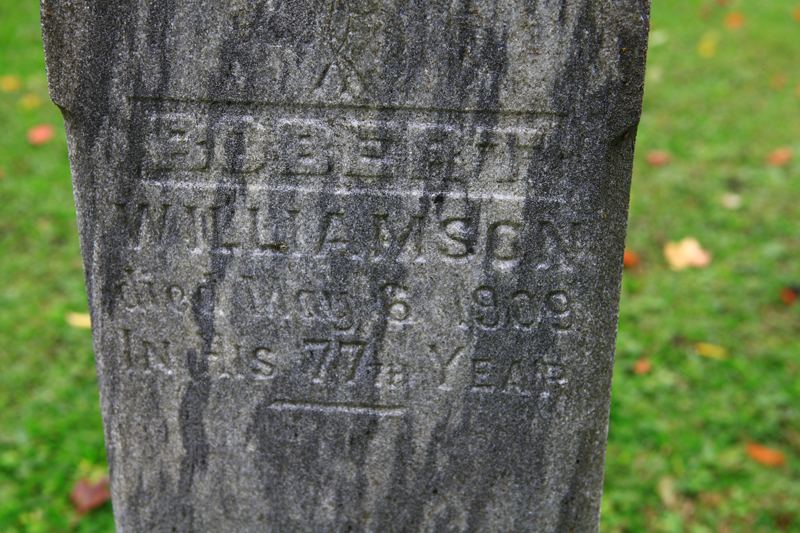 ROBERT
WILLIAMSON
died May 6 1909
IN HIS 77TH YEAR